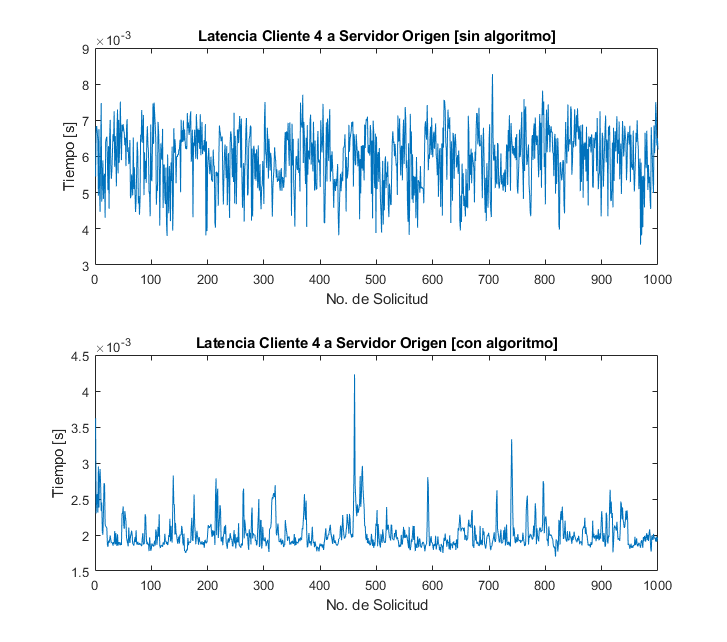 Latencia Cliente 4 a Servidor Origen [sin algoritmo]
×10⁻³
9
8
7
6
5
4
3
Tiempo [s]
0 100 200 300 400 500 600 700 800 900 1000
No. de Solicitud
Latencia Cliente 4 a Servidor Origen [con algoritmo]
×10⁻³
4.5
4
3.5
3
2.5
2
1.5
Tiempo [s]
0 100 200 300 400 500 600 700 800 900 1000
No. de Solicitud